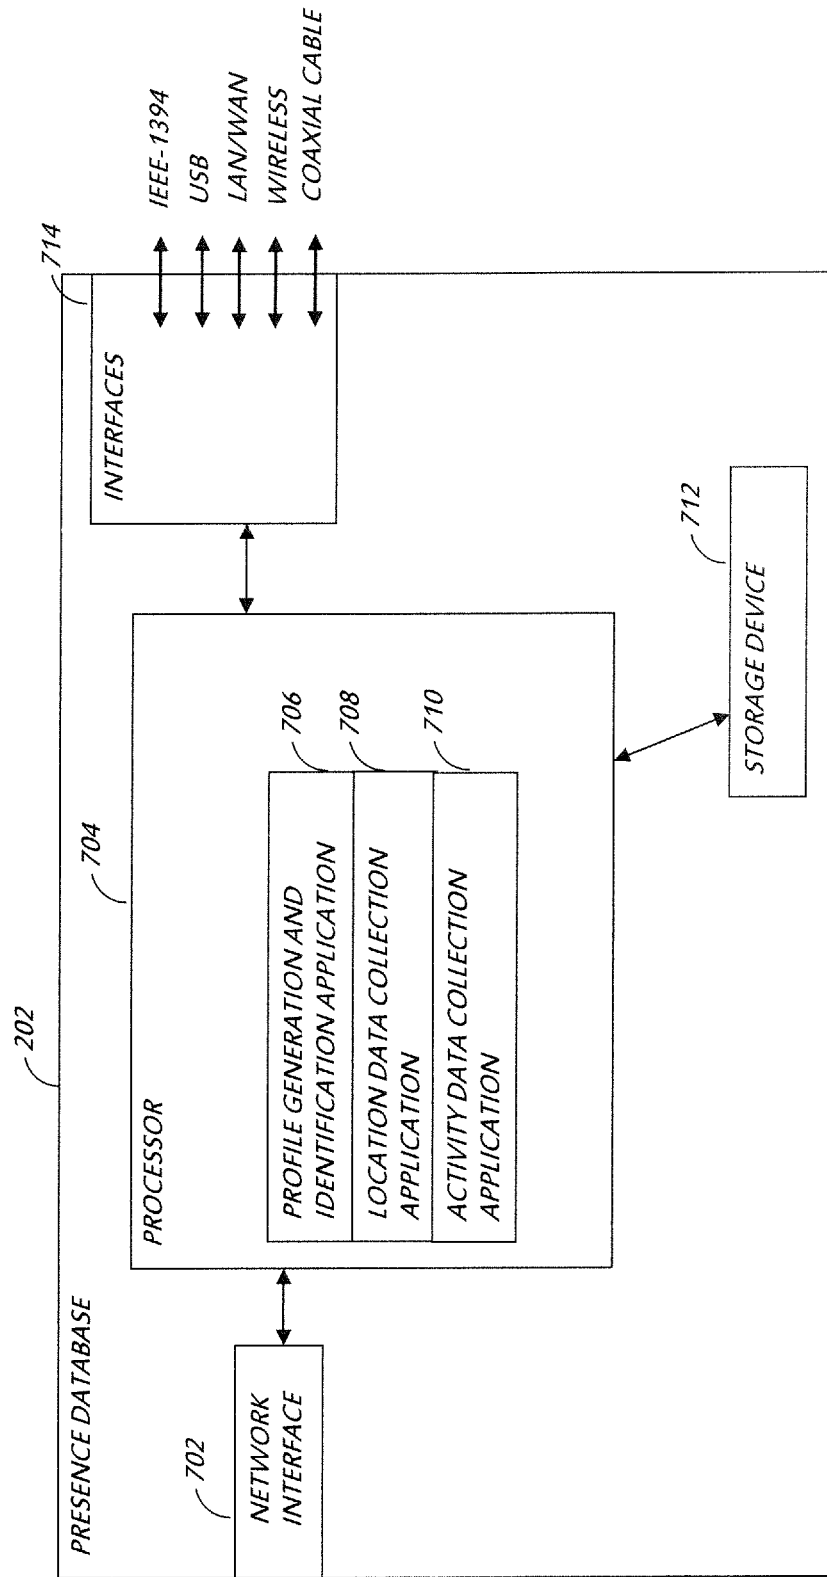 PRESENCE DATABASE
202
702
NETWORK
INTERFACE
PROCESSOR
704
PROFILE GENERATION AND
IDENTIFICATION APPLICATION
706
LOCATION DATA COLLECTION
APPLICATION
708
ACTIVITY DATA COLLECTION
APPLICATION
710
STORAGE DEVICE
712
INTERFACES
714
IEEE-1394
USB
LAN/WAN
WIRELESS
COAXIAL CABLE